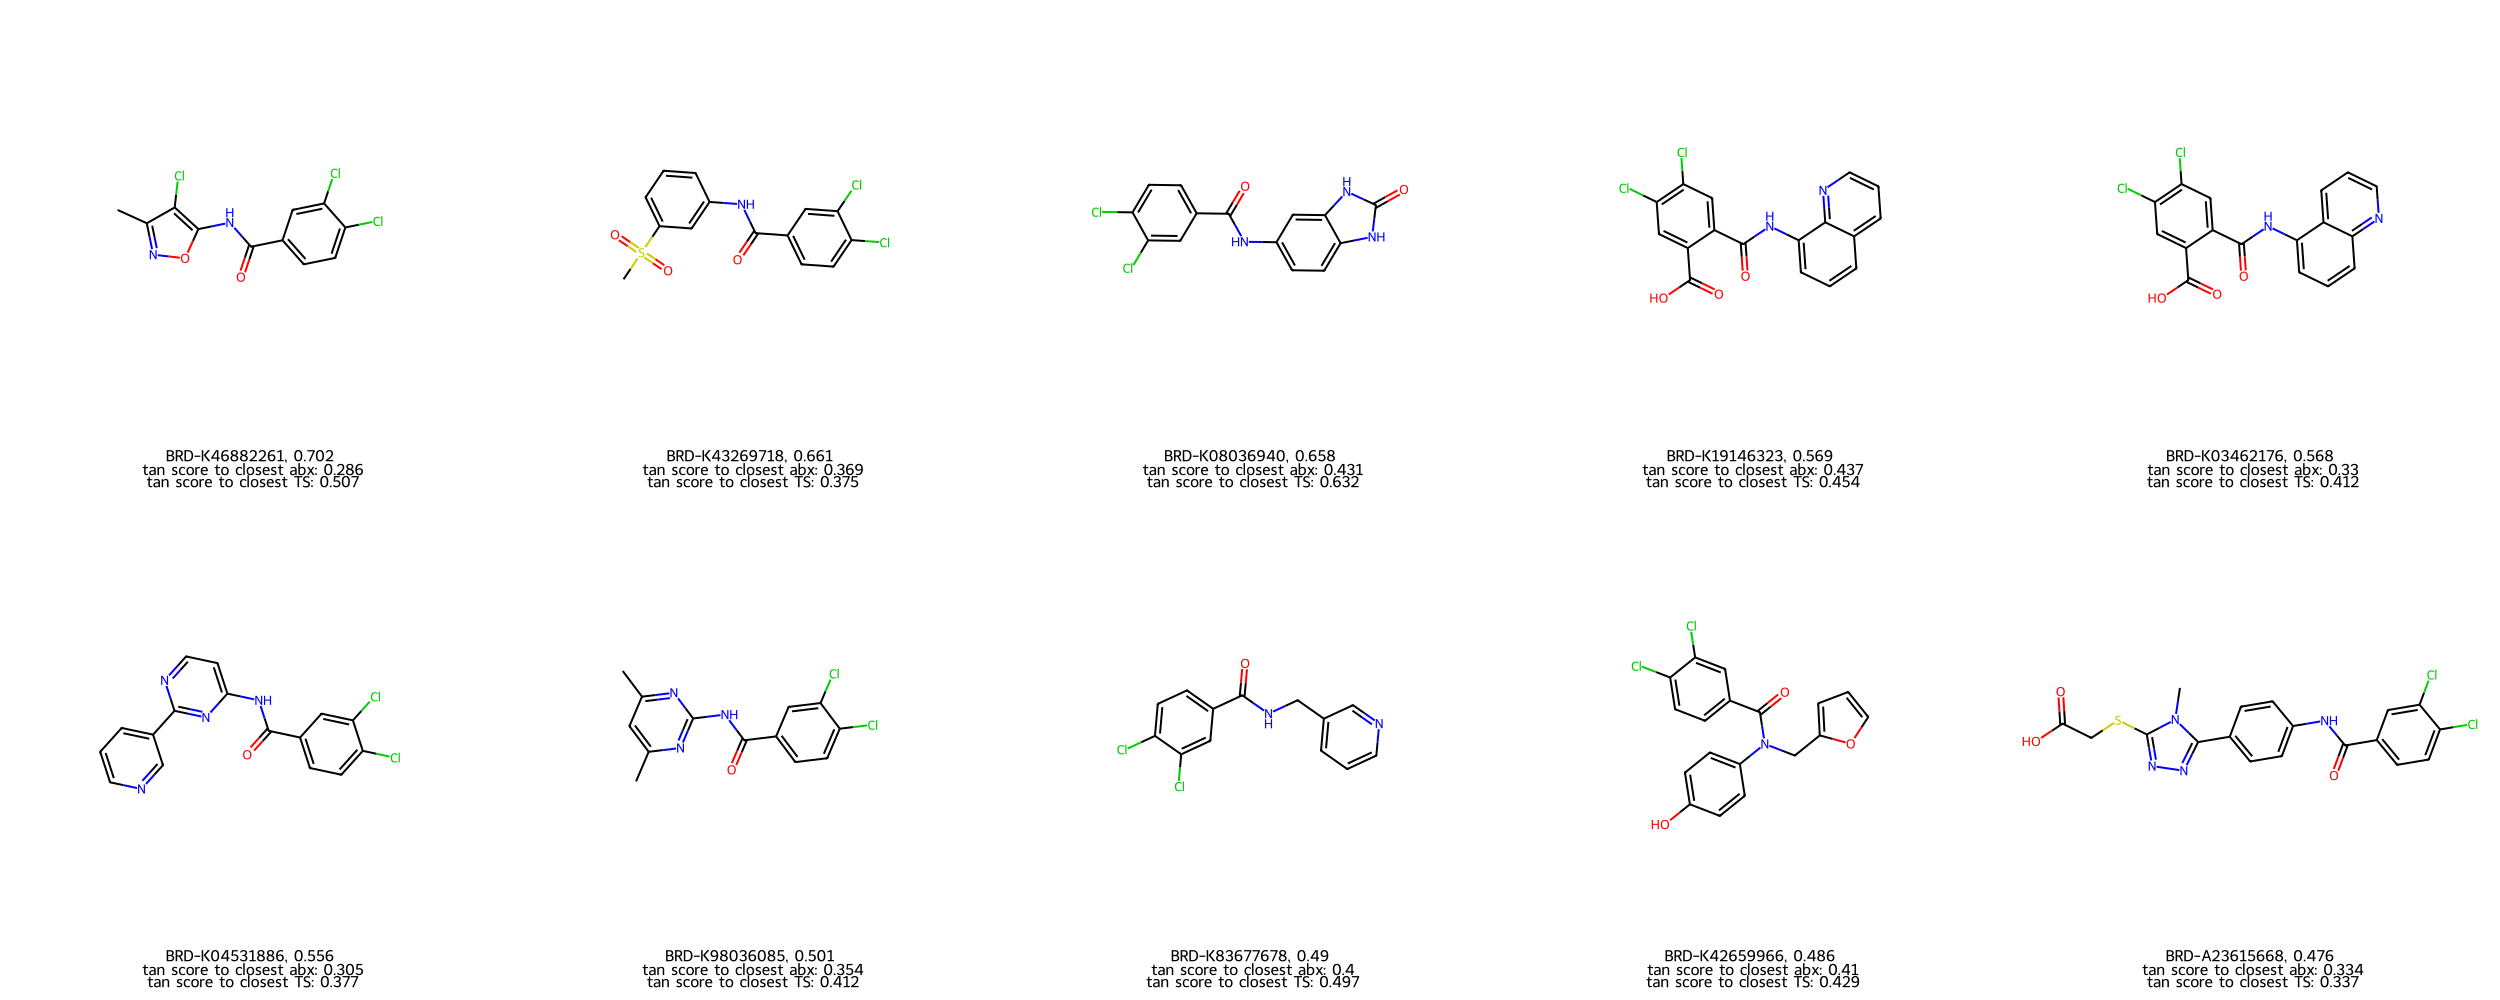 BRD-K46882261, 0.702
tan score to closest abx: 0.286
tan score to closest TS: 0.507
BRD-K43269718, 0.661
tan score to closest abx: 0.369
tan score to closest TS: 0.375
BRD-K08036940, 0.658
tan score to closest abx: 0.431
tan score to closest TS: 0.632
BRD-K19146323, 0.569
tan score to closest abx: 0.437
tan score to closest TS: 0.454
BRD-K03462176, 0.568
tan score to closest abx: 0.33
tan score to closest TS: 0.412
BRD-K04531886, 0.556
tan score to closest abx: 0.305
tan score to closest TS: 0.377
BRD-K98036085, 0.501
tan score to closest abx: 0.354
tan score to closest TS: 0.412
BRD-K83677678, 0.49
tan score to closest abx: 0.4
tan score to closest TS: 0.497
BRD-K42659966, 0.486
tan score to closest abx: 0.41
tan score to closest TS: 0.429
BRD-A23615668, 0.476
tan score to closest abx: 0.334
tan score to closest TS: 0.337